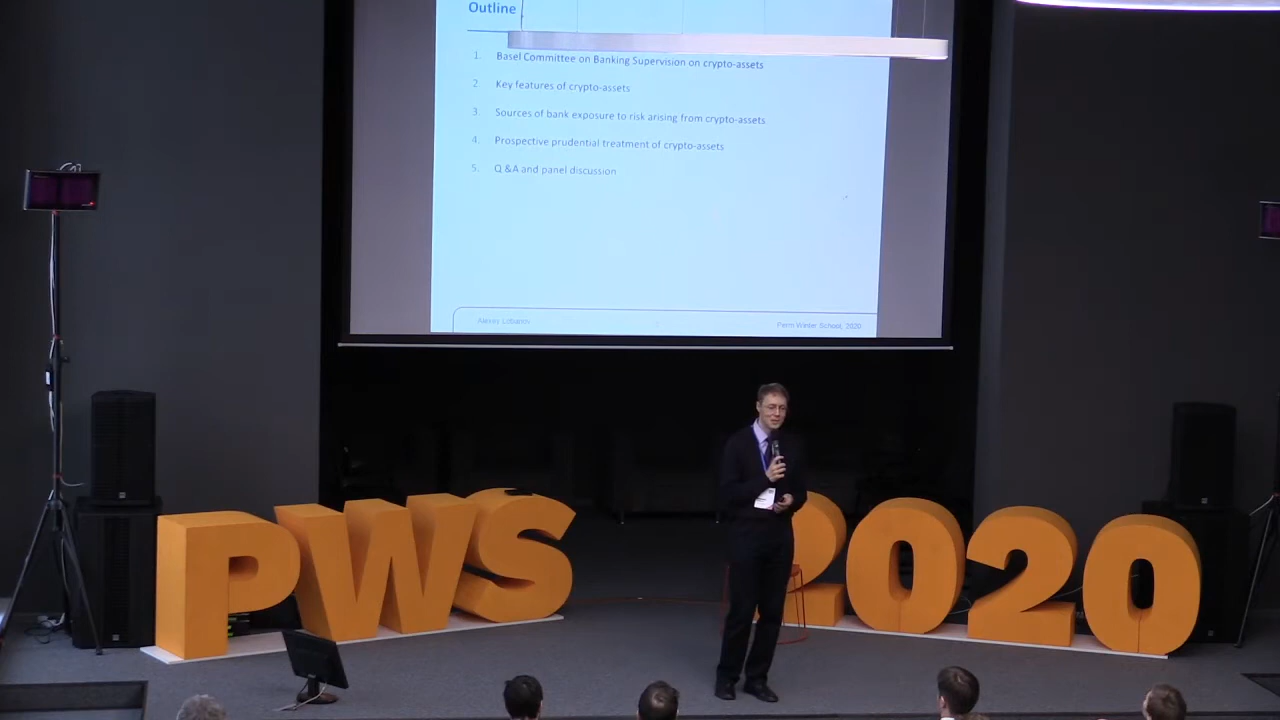 Outline
1. Basel Committee on Banking Supervision on crypto-assets
2. Key features of crypto-assets
3. Sources of bank exposure to risk arising from crypto-assets
4. Prospective prudential treatment of crypto-assets
5. Q &A and panel discussion
Alexey Lobanov
Perm Winter School, 2020
PWS 2020